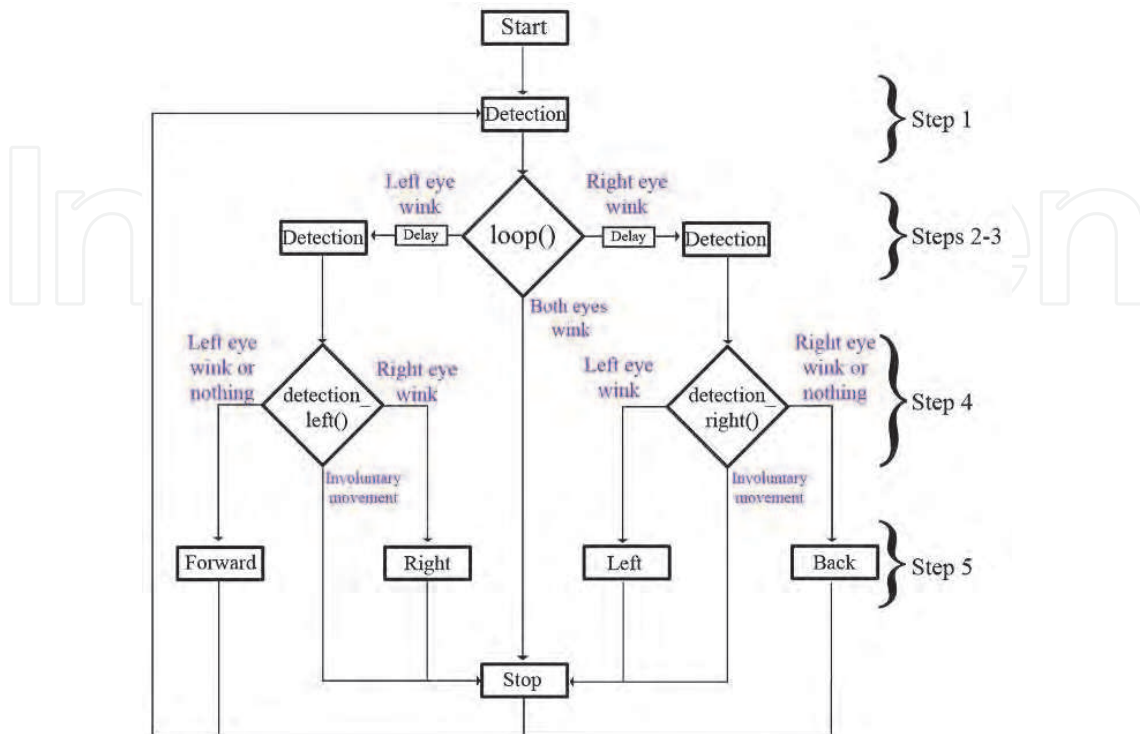 Start
Detection
Step 1
Left eye
wink
Right eye
wink
Detection
Delay
loop()
Delay
Detection
Steps 2-3
Both eyes
wink
Left eye
wink or
nothing
Right eye
wink
Left eye
wink
Right eye
wink or
nothing
detection_
left()
detection_
right()
Step 4
Involuntary
movement
Involuntary
movement
Forward
Right
Left
Back
Step 5
Stop